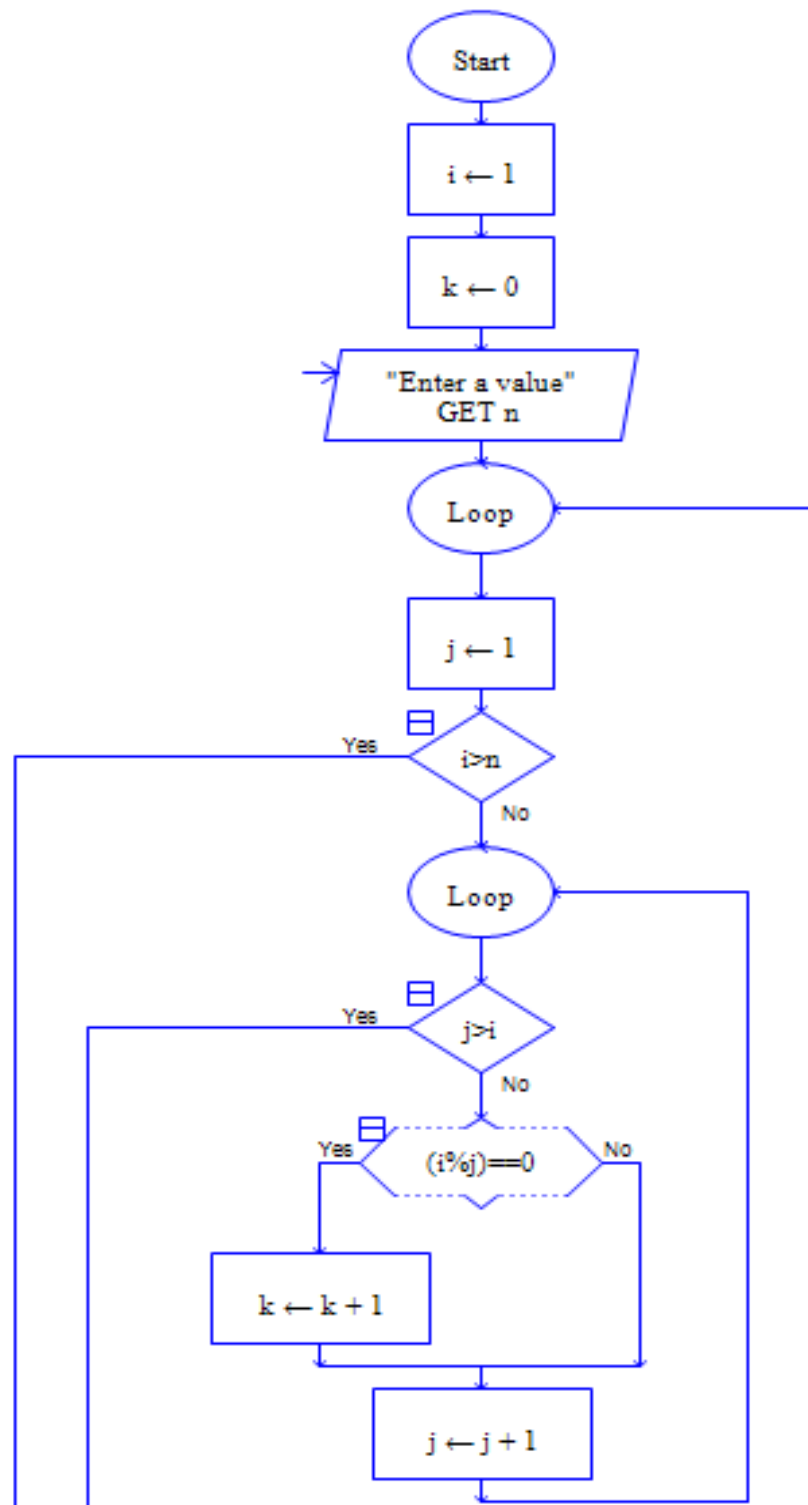 Start
i ← 1
k ← 0
"Enter a value"
GET n
Loop
j ← 1
Yes
i>n
No
Loop
Yes
j>i
No
Yes
(i%j)==0
No
k ← k + 1
j ← j + 1